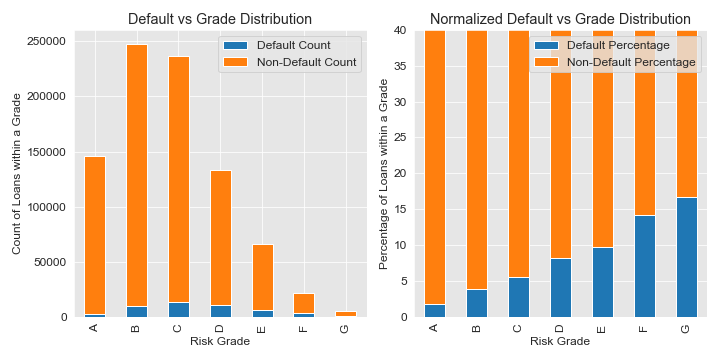 Default vs Grade Distribution
Count of Loans within a Grade
250000
200000
150000
100000
50000
0
Default Count
Non-Default Count
A
B
C
D
E
F
G
Risk Grade
Normalized Default vs Grade Distribution
Percentage of Loans within a Grade
40
35
30
25
20
15
10
5
0
Default Percentage
Non-Default Percentage
A
B
C
D
E
F
G
Risk Grade